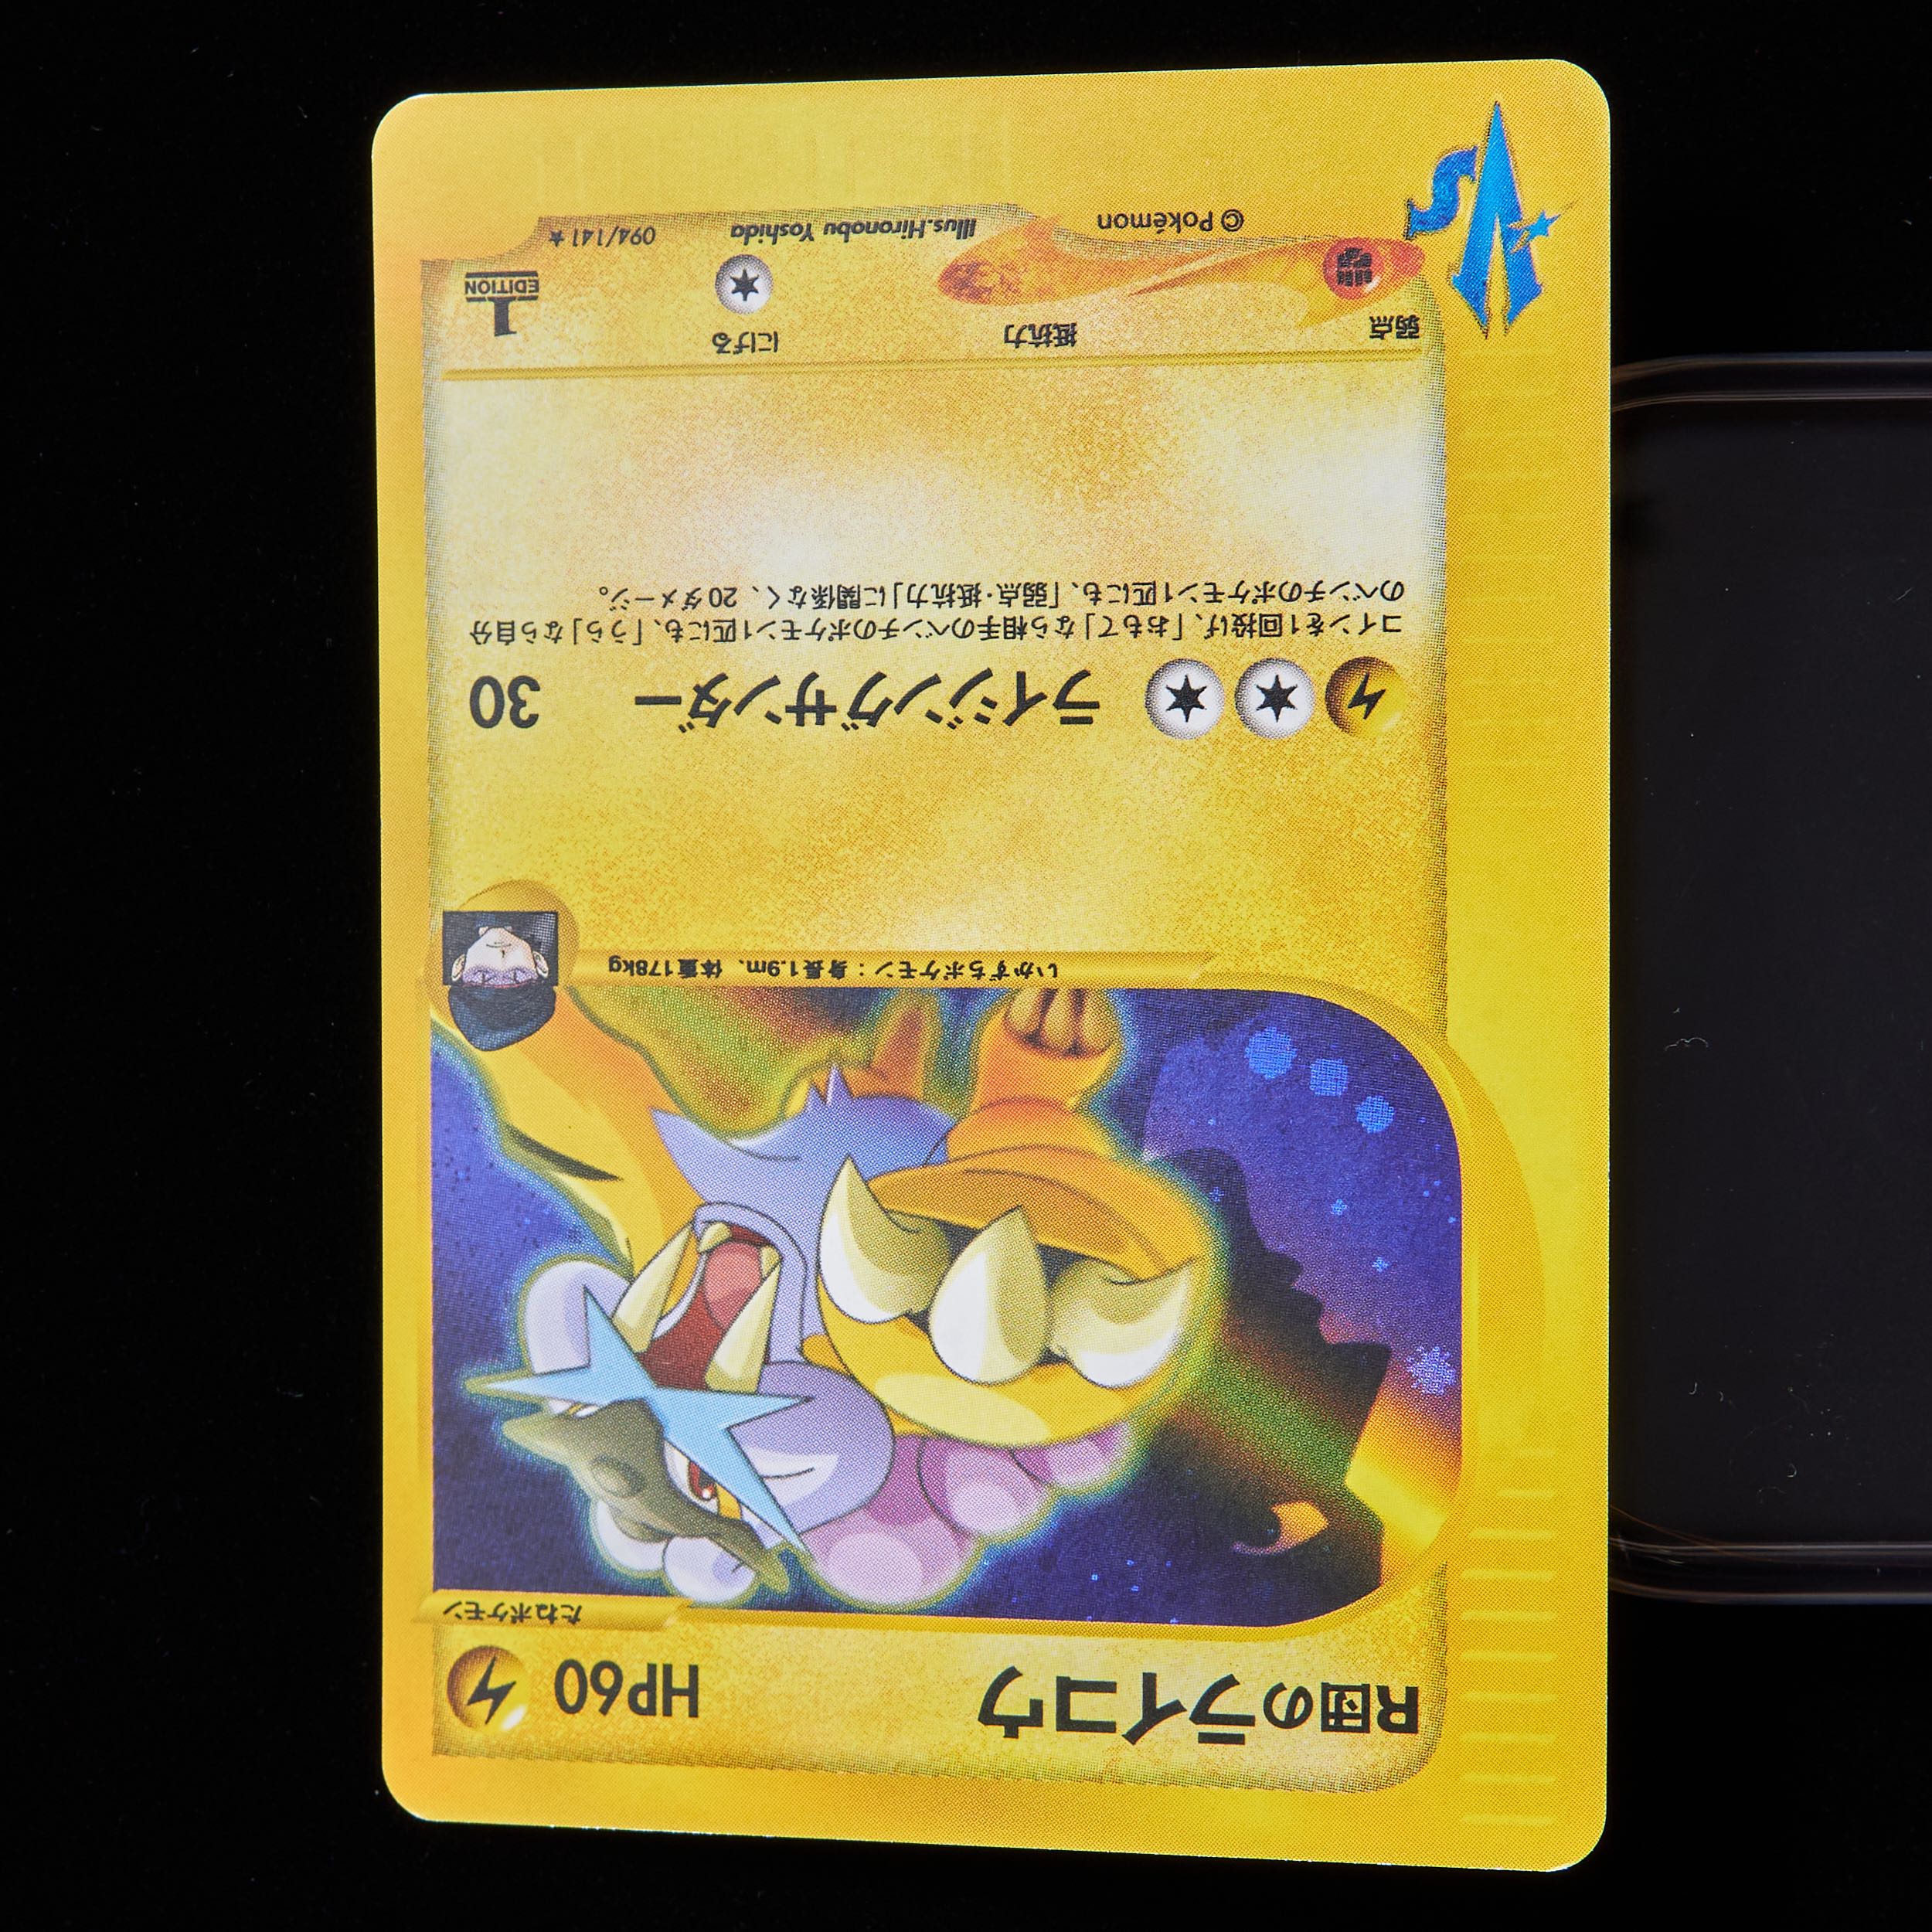 R団のライコウ HP60
たねポケモン
いかずちポケモン：身長1.9m、体重178kg
ライジングサンダー 30
コインを1回投げ、「おもて」なら相手のベンチのポケモン1匹にも、「うら」なら自分
のベンチのポケモン1匹にも、「弱点・抵抗力」に関係なく、20ダメージ。
弱点 抵抗力 にげる
1
EDITION
©Pokémon Illus.Hironobu Yoshida 094/141 ★
VS